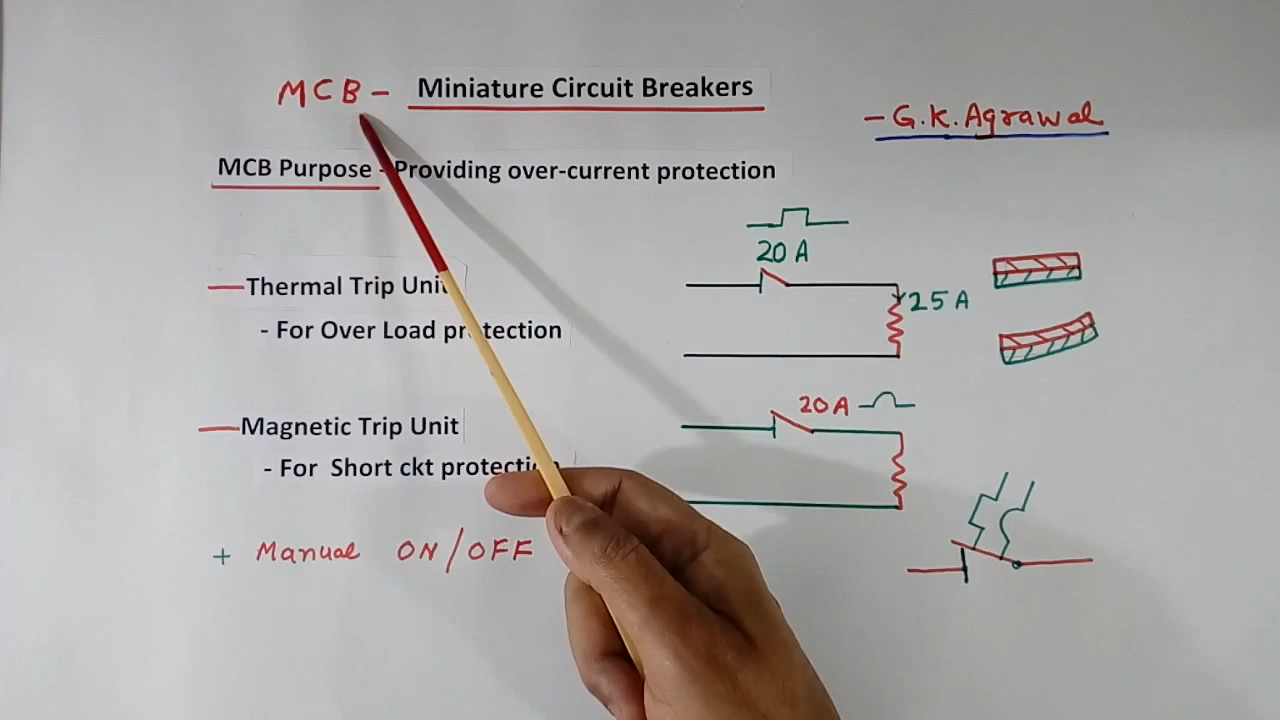 MCB - Miniature Circuit Breakers
- G.K. Agrawal
MCB Purpose - Providing over-current protection
20 A
Thermal Trip Unit
25 A
- For Over Load protection
20A
Magnetic Trip Unit
- For Short ckt protection
+ Manual ON/OFF